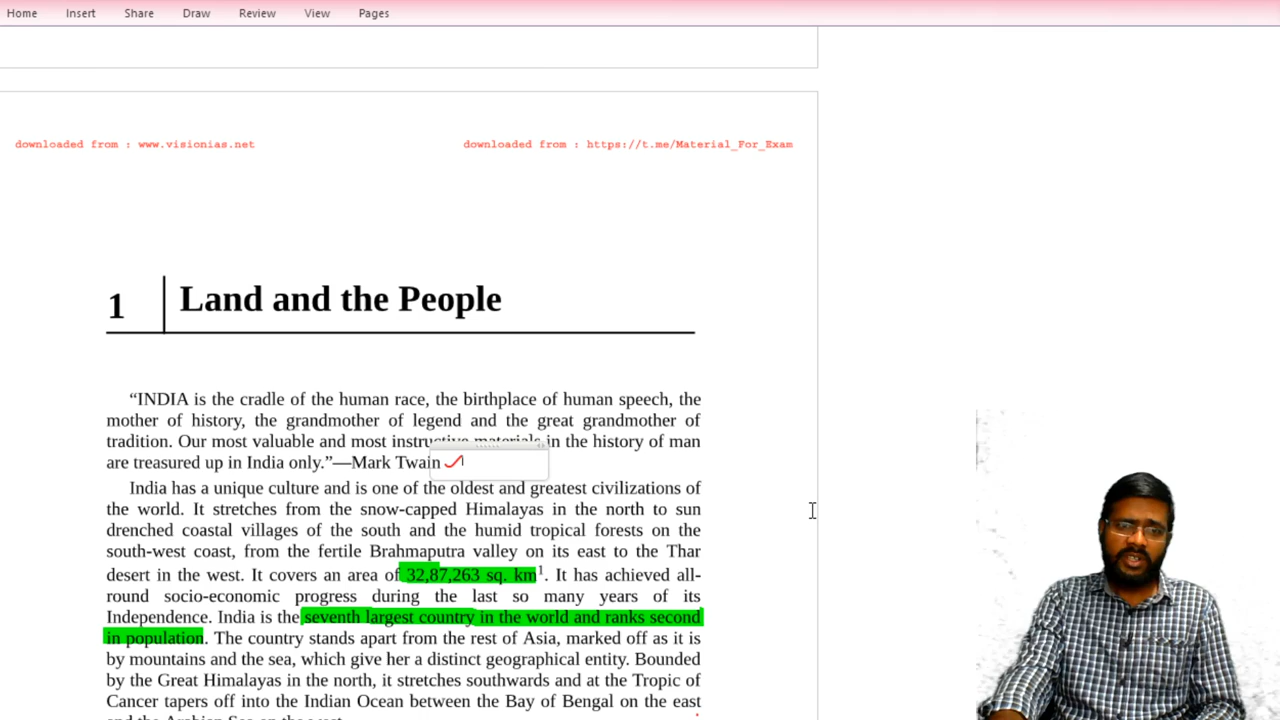 Home Insert Share Draw Review View Pages
downloaded from : www.visionias.net downloaded from : https://t.me/Material_For_Exam
1 Land and the People
“INDIA is the cradle of the human race, the birthplace of human speech, the
mother of history, the grandmother of legend and the great grandmother of
tradition. Our most valuable and most instructive materials in the history of man
are treasured up in India only.”—Mark Twain
India has a unique culture and is one of the oldest and greatest civilizations of
the world. It stretches from the snow-capped Himalayas in the north to sun
drenched coastal villages of the south and the humid tropical forests on the
south-west coast, from the fertile Brahmaputra valley on its east to the Thar
desert in the west. It covers an area of 32,87,263 sq. km¹. It has achieved all-
round socio-economic progress during the last so many years of its
Independence. India is the seventh largest country in the world and ranks second
in population. The country stands apart from the rest of Asia, marked off as it is
by mountains and the sea, which give her a distinct geographical entity. Bounded
by the Great Himalayas in the north, it stretches southwards and at the Tropic of
Cancer tapers off into the Indian Ocean between the Bay of Bengal on the east
and the Arabian Sea on the west.